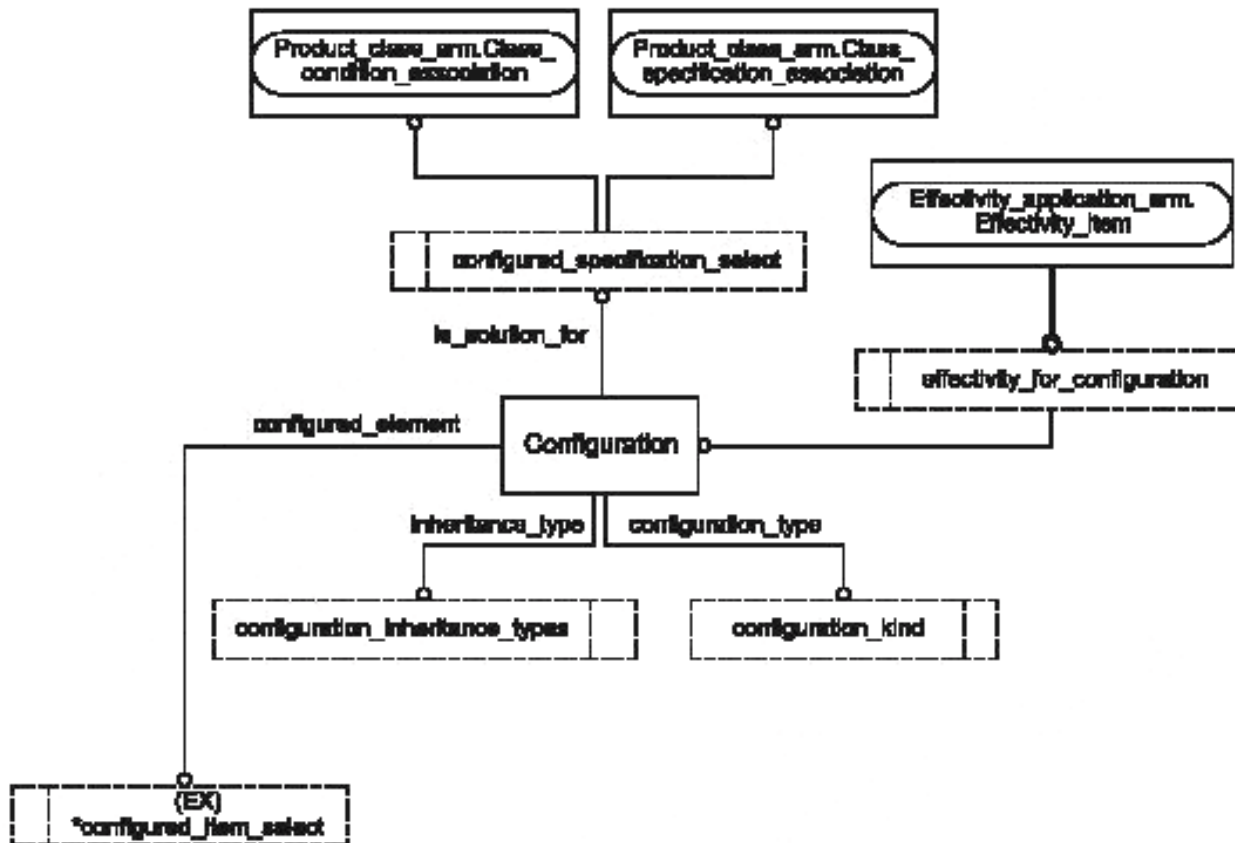 Product_class_arm.Class_
condition_association
Product_class_arm.Class_
specification_association
Effectivity_application_arm.
Effectivity_item
configured_specification_select
is_solution_for
effectivity_for_configuration
configured_element
Configuration
inheritance_type
configuration_type
configuration_inheritance_types
configuration_kind
(EX)
*configured_item_select